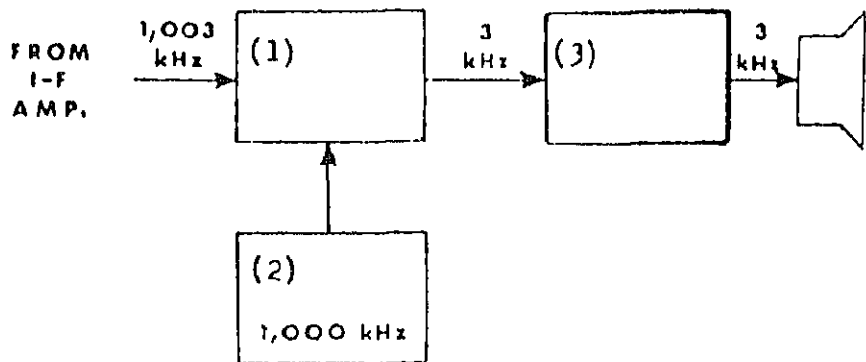 FROM
I-F
AMP.
1,003
kHz
(1)
3
kHz
(3)
3
kHz
(2)
1,000 kHz